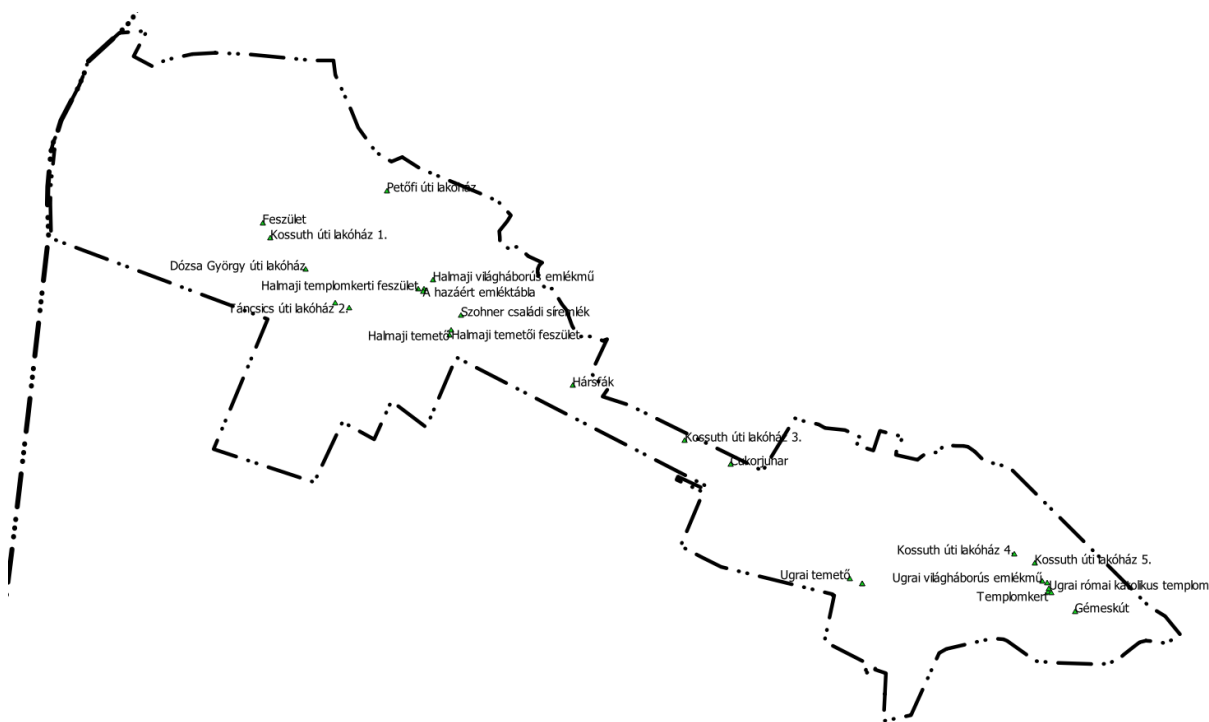 Petőfi úti lakóház
Feszület
Kossuth úti lakóház 1.
Dózsa György úti lakóház
Halmaji világháborús emlékmű
Halmaji templomkerti feszület
A hazáért emléktábla
Táncsics úti lakóház 2.
Szohner családi síremlék
Halmaji temető
Halmaji temetői feszület
Hársfák
Kossuth úti lakóház 3.
Cukorjuhar
Kossuth úti lakóház 4.
Kossuth úti lakóház 5.
Ugrai temető
Ugrai világháborús emlékmű
Ugrai római katolikus templom
Templomkert
Gémeskút